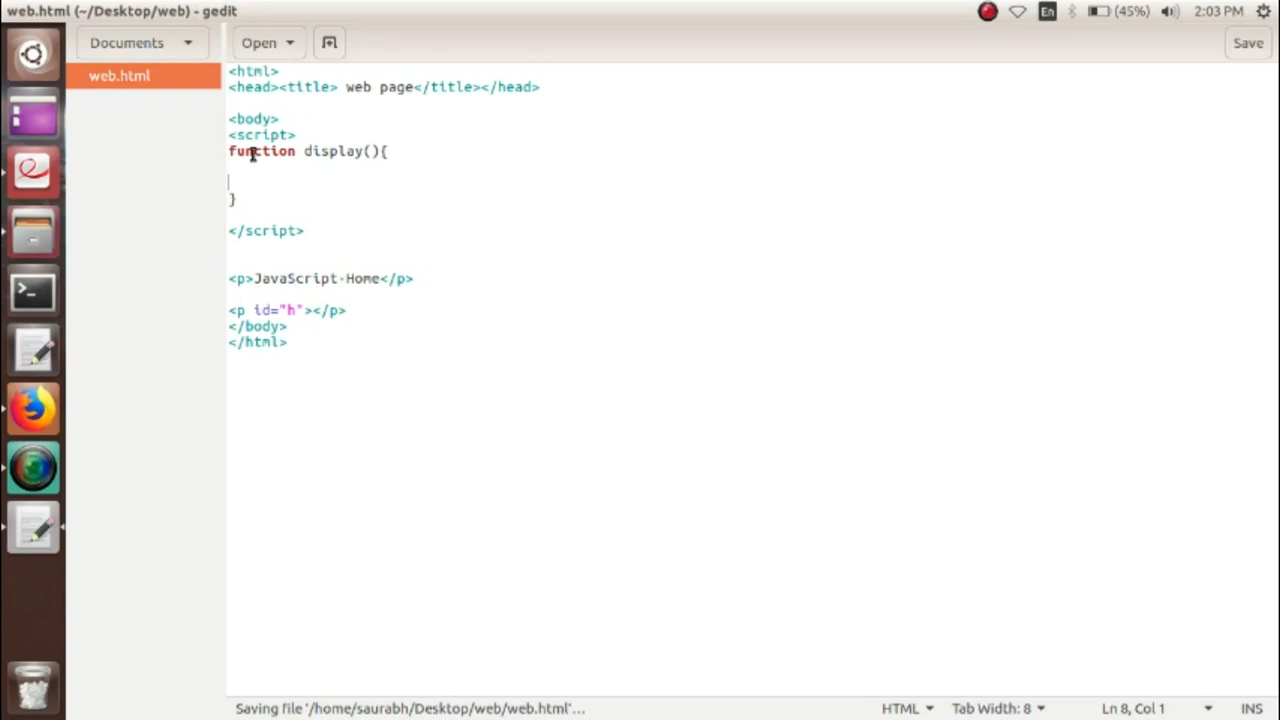 web.html (~/Desktop/web) - gedit
En
(45%)
2:03 PM
Documents
Open
Save
web.html
<html>
<head><title> web page</title></head>
<body>
<script>
function display(){
}
</script>
<p>JavaScript-Home</p>
<p id="h"></p>
</body>
</html>
Saving file '/home/saurabh/Desktop/web/web.html'...
HTML
Tab Width: 8
Ln 8, Col 1
INS